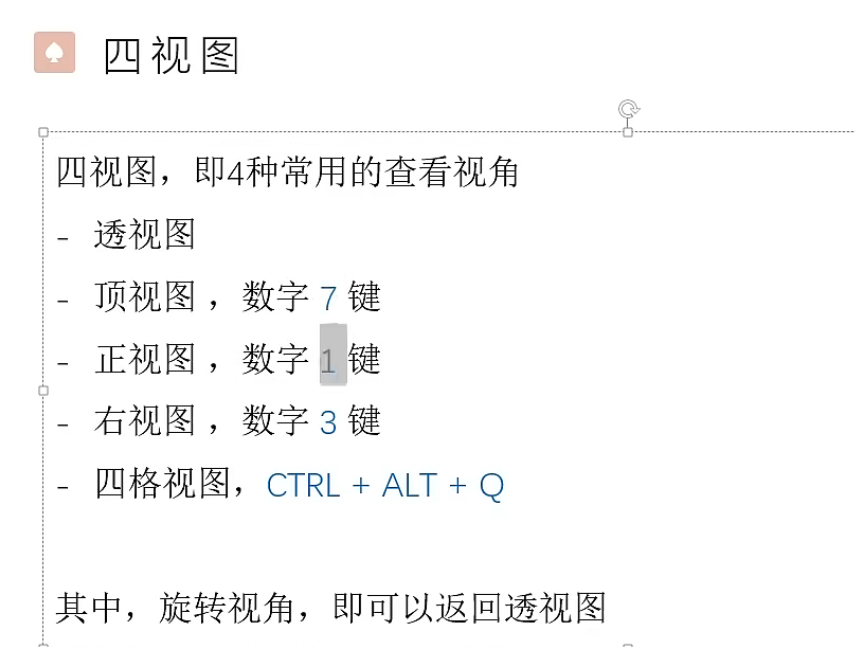 四视图
四视图，即4种常用的查看视角
- 透视图
- 顶视图 ，数字 7 键
- 正视图 ，数字 1 键
- 右视图 ，数字 3 键
- 四格视图，CTRL + ALT + Q
其中，旋转视角，即可以返回透视图